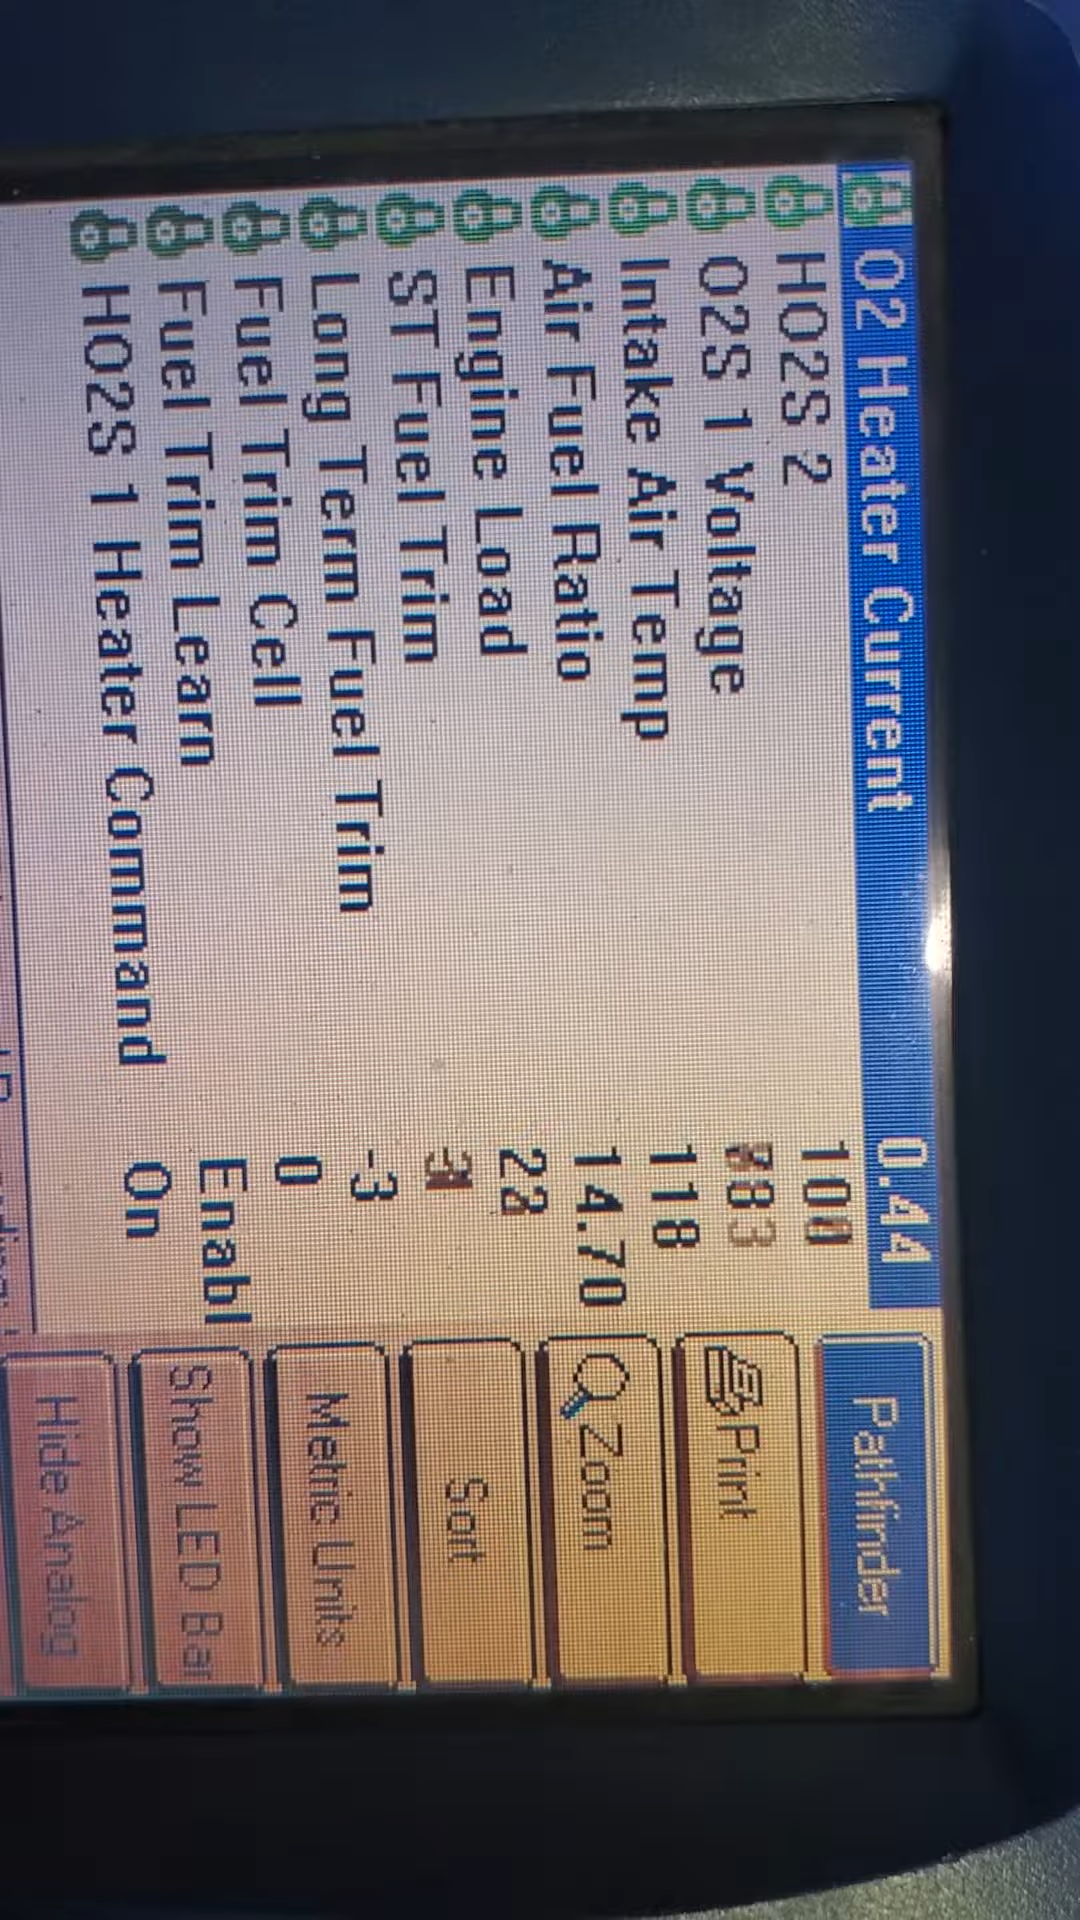 O2 Heater Current 0.44
HO2S 2 100
O2S 1 Voltage 883
Intake Air Temp 118
Air Fuel Ratio 14.70
Engine Load 22
ST Fuel Trim
Long Term Fuel Trim -3
Fuel Trim Cell 0
Fuel Trim Learn Enabl
HO2S 1 Heater Command On
Pathfinder
Print
Zoom
Sort
Metric Units
Show LED Bar
Hide Analog